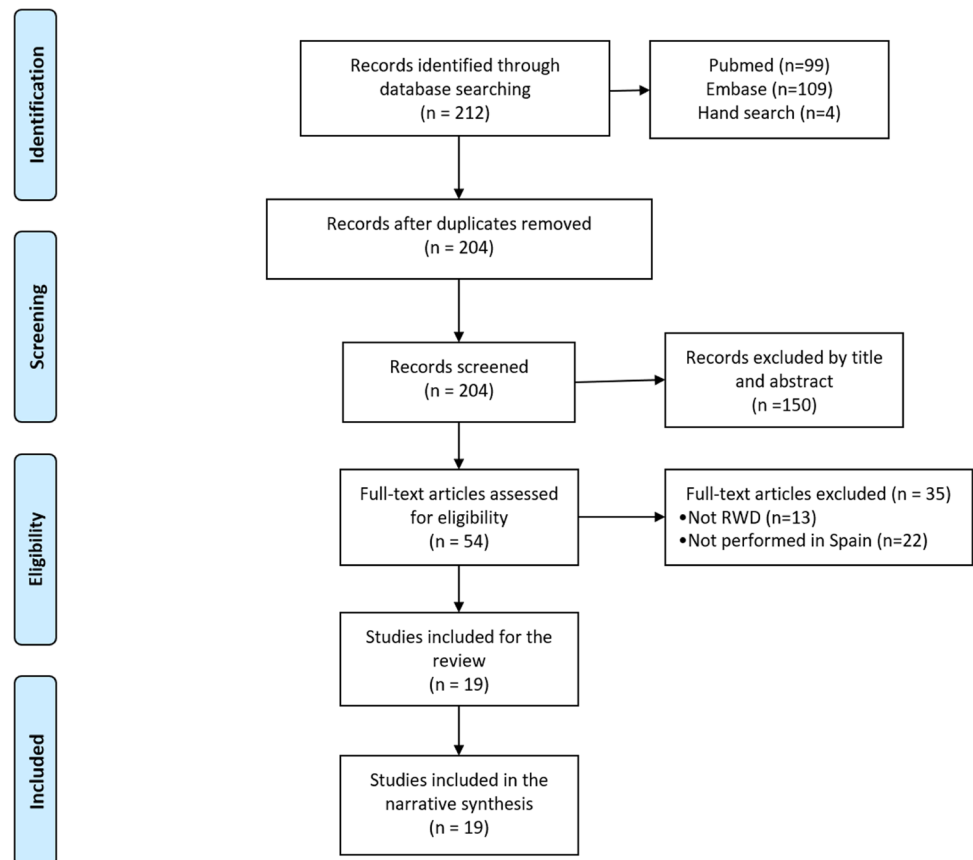 Identification
Records identified through
database searching
(n = 212)
Pubmed (n=99)
Embase (n=109)
Hand search (n=4)
Records after duplicates removed
(n = 204)
Screening
Records screened
(n = 204)
Records excluded by title
and abstract
(n =150)
Eligibility
Full-text articles assessed
for eligibility
(n = 54)
Full-text articles excluded (n = 35)
•Not RWD (n=13)
•Not performed in Spain (n=22)
Studies included for the
review
(n = 19)
Included
Studies included in the
narrative synthesis
(n = 19)